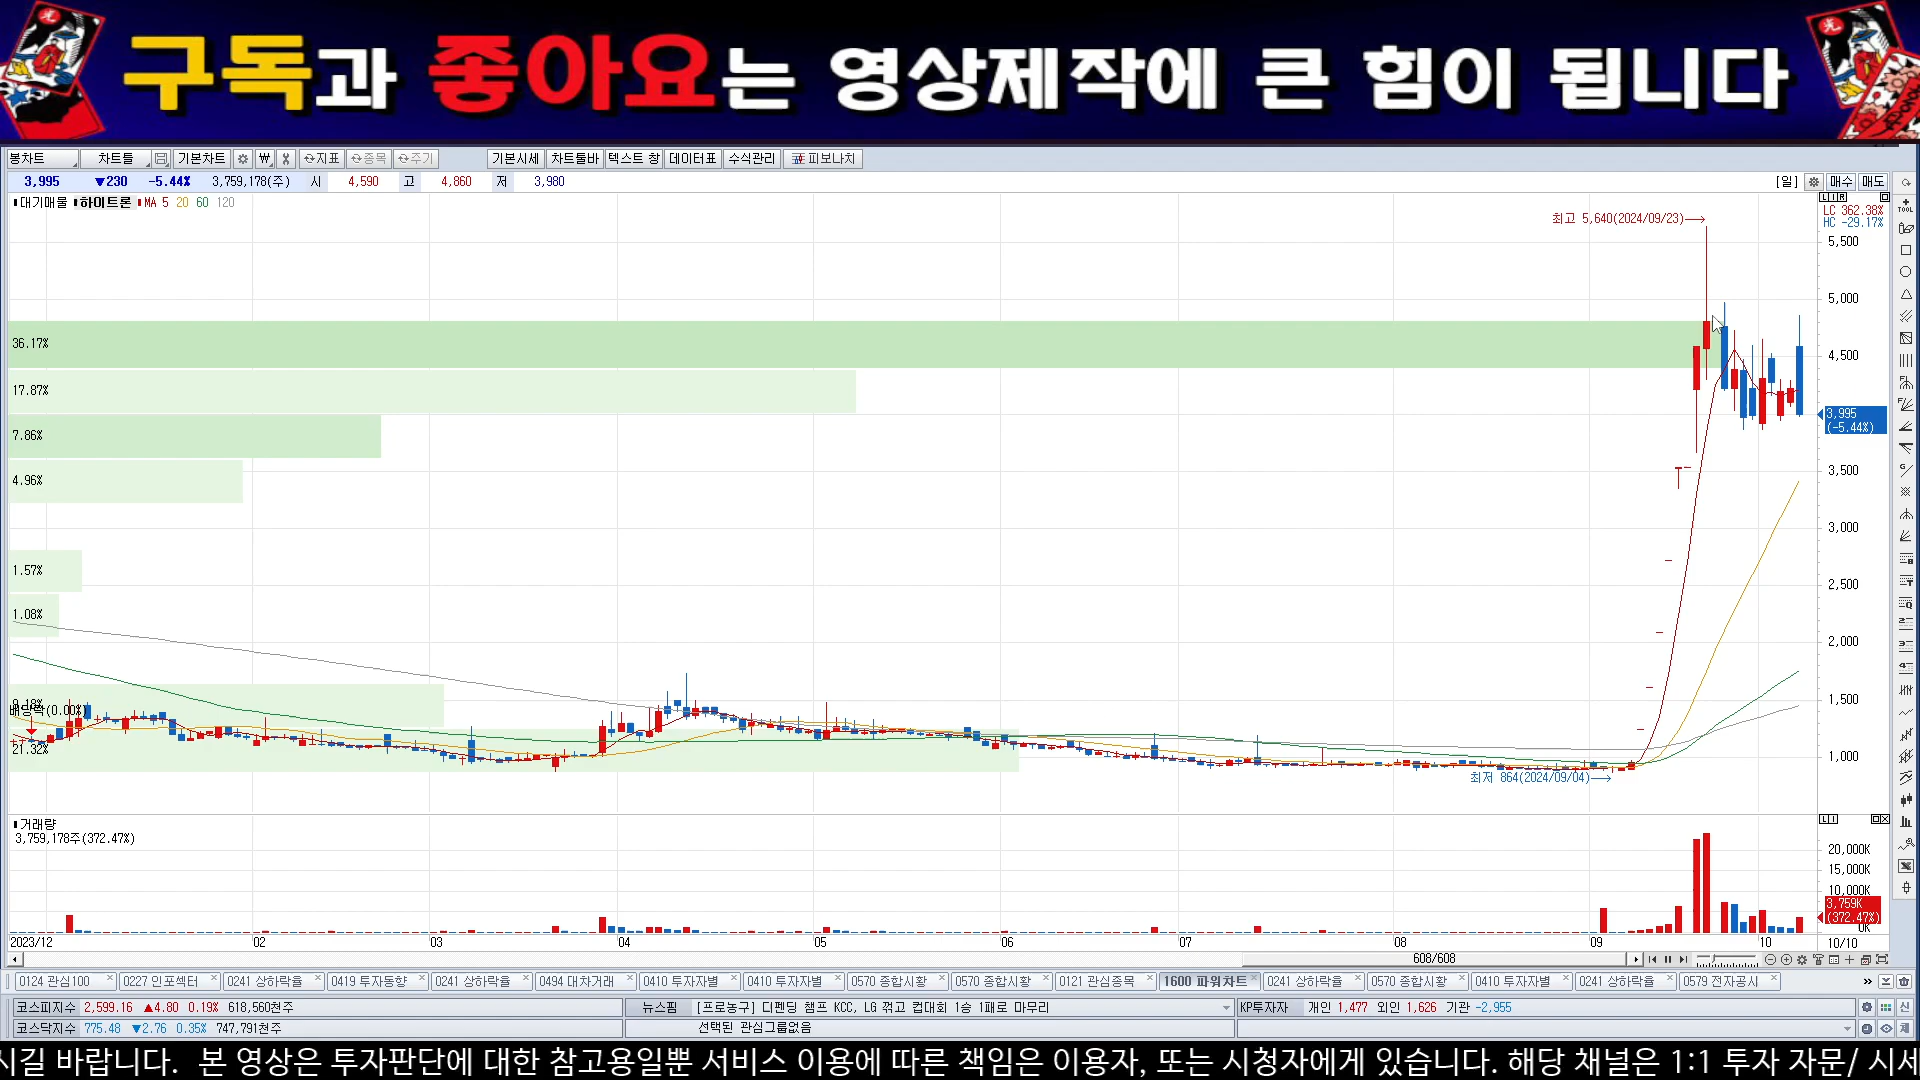 구독과 좋아요는 영상제작에 큰 힘이 됩니다
봉차트 차트틀 기본차트 ₩ 지표 종목 주기 기본시세 차트툴바 텍스트 창 데이터표 수식관리 피보나치
3,995 ▼230 -5.44% 3,759,178(주) 시 4,590 고 4,860 저 3,980 [일] 매수 매도
대기매물 하이트론 MA 5 20 60 120
LC 362.38%
HC -29.17%
최고 5,640(2024/09/23)
5,500
5,000
36.17%
4,500
17.87%
3,995
(-5.44%)
7.86%
3,500
4.96%
3,000
1.57%
2,500
1.08%
2,000
1,500
9.18%
배당락(0.00%)
21.32%
1,000
최저 864(2024/09/04)
거래량
3,759,178주(372.47%)
20,000K
15,000K
10,000K
3,759K
(372.47%)
0K
2023/12 02 03 04 05 06 07 08 09 10 10/10
608/608
0124 관심100 0227 인포섹터 0241 상하락율 0419 투자동향 0241 상하락율 0494 대차거래 0410 투자자별 0410 투자자별 0570 종합시황 0570 종합시황 0121 관심종목 1600 파워차트 0241 상하락율 0570 종합시황 0410 투자자별 0241 상하락율 0579 전자공시
코스피지수 2,599.16 ▲4.80 0.19% 618,560천주 뉴스핌 [프로농구] 디펜딩 챔프 KCC, LG 꺾고 컵대회 1승 1패로 마무리 KP투자자 개인 1,477 외인 1,626 기관 -2,955
코스닥지수 775.48 ▼2.76 0.35% 747,791천주 선택된 관심그룹없음
시길 바랍니다. 본 영상은 투자판단에 대한 참고용일뿐 서비스 이용에 따른 책임은 이용자, 또는 시청자에게 있습니다. 해당 채널은 1:1 투자 자문/ 시세